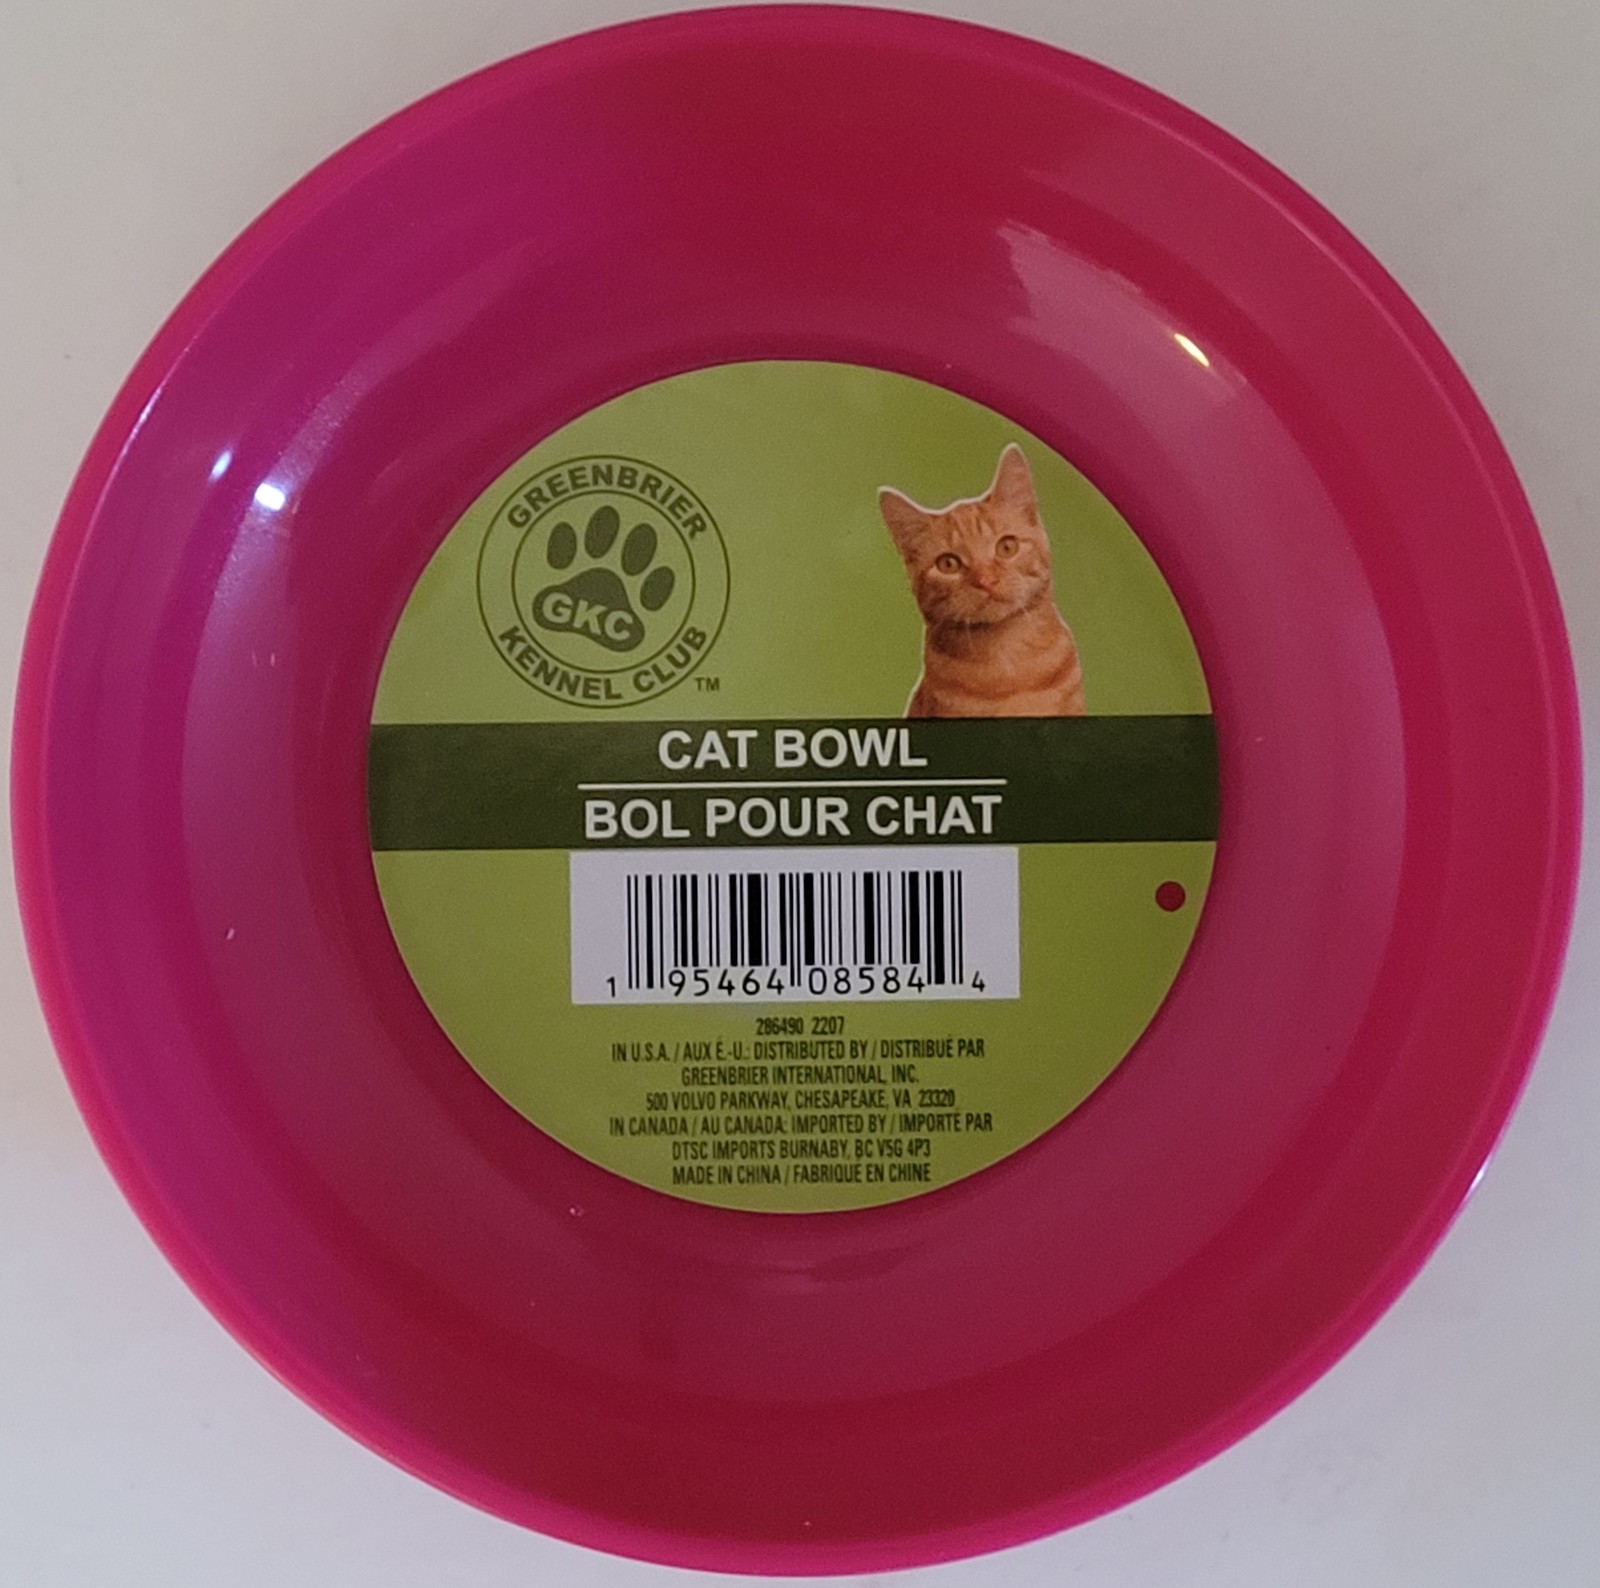 GREENBRIER
GKC
KENNEL CLUB
TM
CAT BOWL
BOL POUR CHAT
1 95464 08584 4
286490 2207
IN U.S.A. / AUX É.-U.: DISTRIBUTED BY / DISTRIBUÉ PAR
GREENBRIER INTERNATIONAL, INC.
500 VOLVO PARKWAY, CHESAPEAKE, VA 23320
IN CANADA / AU CANADA: IMPORTED BY / IMPORTÉ PAR
DTSC IMPORTS BURNABY, BC V5G 4P3
MADE IN CHINA / FABRIQUÉ EN CHINE